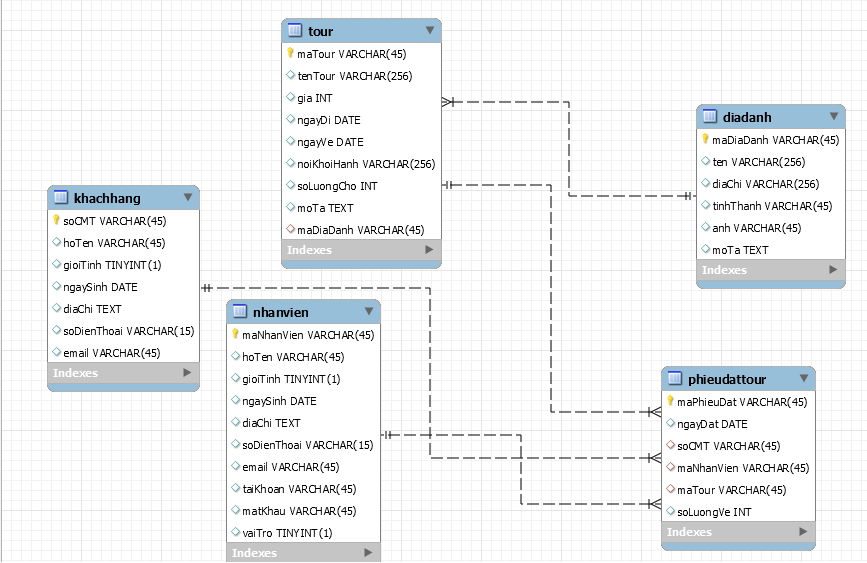 tour
maTour VARCHAR(45)
tenTour VARCHAR(256)
gia INT
ngayDi DATE
ngayVe DATE
noiKhoiHanh VARCHAR(256)
soLuongCho INT
moTa TEXT
maDiaDanh VARCHAR(45)
Indexes
diadanh
maDiaDanh VARCHAR(45)
ten VARCHAR(256)
diaChi VARCHAR(256)
tinhThanh VARCHAR(45)
anh VARCHAR(45)
moTa TEXT
Indexes
khachhang
soCMT VARCHAR(45)
hoTen VARCHAR(45)
gioiTinh TINYINT(1)
ngaySinh DATE
diaChi TEXT
soDienThoai VARCHAR(15)
email VARCHAR(45)
Indexes
nhanvien
maNhanVien VARCHAR(45)
hoTen VARCHAR(45)
gioiTinh TINYINT(1)
ngaySinh DATE
diaChi TEXT
soDienThoai VARCHAR(15)
email VARCHAR(45)
taiKhoan VARCHAR(45)
matKhau VARCHAR(45)
vaiTro TINYINT(1)
Indexes
phieudattour
maPhieuDat VARCHAR(45)
ngayDat DATE
soCMT VARCHAR(45)
maNhanVien VARCHAR(45)
maTour VARCHAR(45)
soLuongVe INT
Indexes